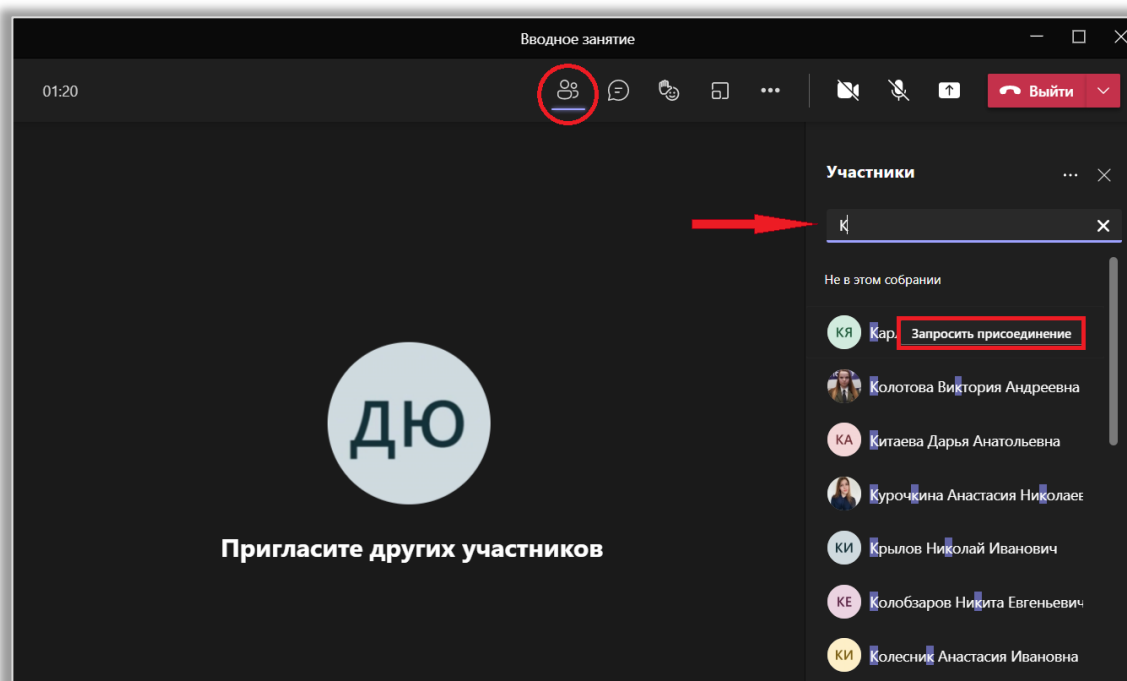 Вводное занятие
01:20
Выйти
Участники
К
Не в этом собрании
КЯ Кар Запросить присоединение
Колотова Виктория Андреевна
КА Китаева Дарья Анатольевна
Курочкина Анастасия Николаев
КИ Крылов Николай Иванович
КЕ Колобзаров Никита Евгеньевич
КИ Колесник Анастасия Ивановна
ДЮ
Пригласите других участников